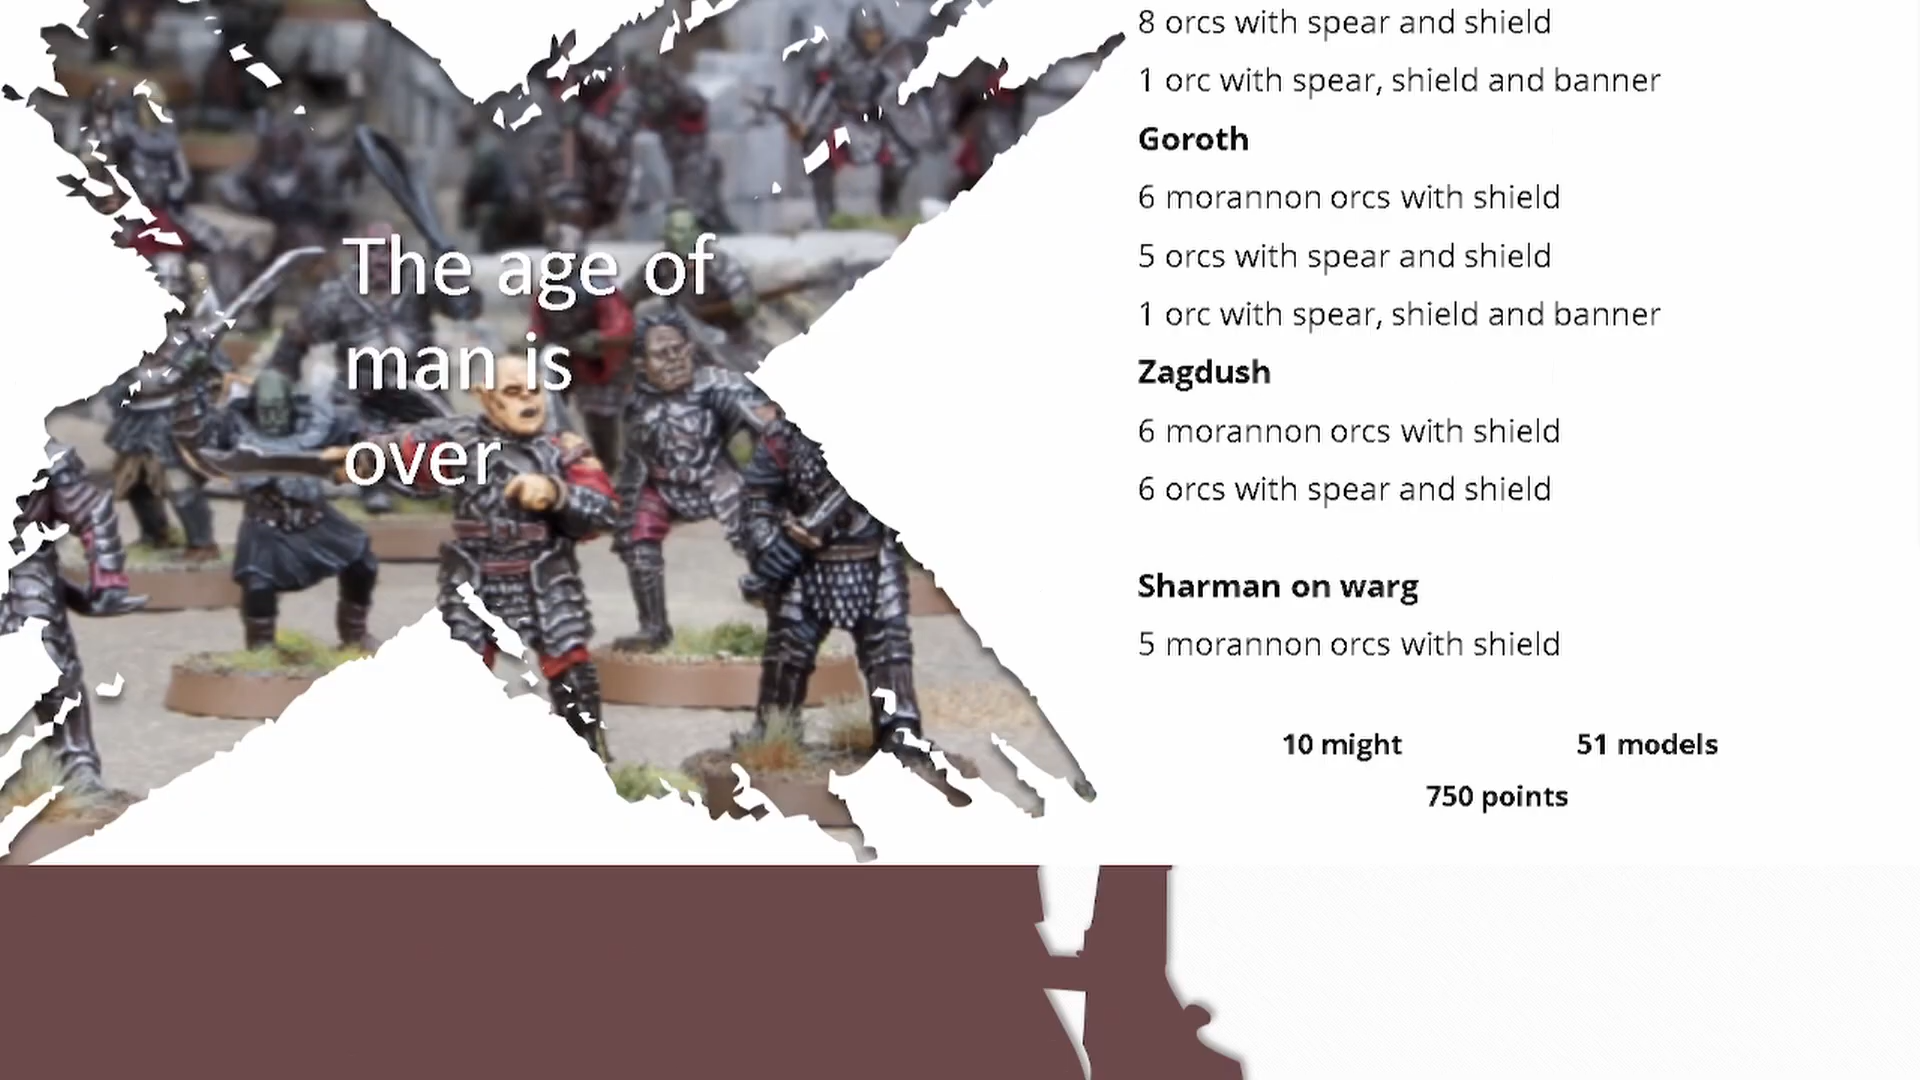 The age of
man is
over
8 orcs with spear and shield
1 orc with spear, shield and banner
Goroth
6 morannon orcs with shield
5 orcs with spear and shield
1 orc with spear, shield and banner
Zagdush
6 morannon orcs with shield
6 orcs with spear and shield
Sharman on warg
5 morannon orcs with shield
10 might
51 models
750 points